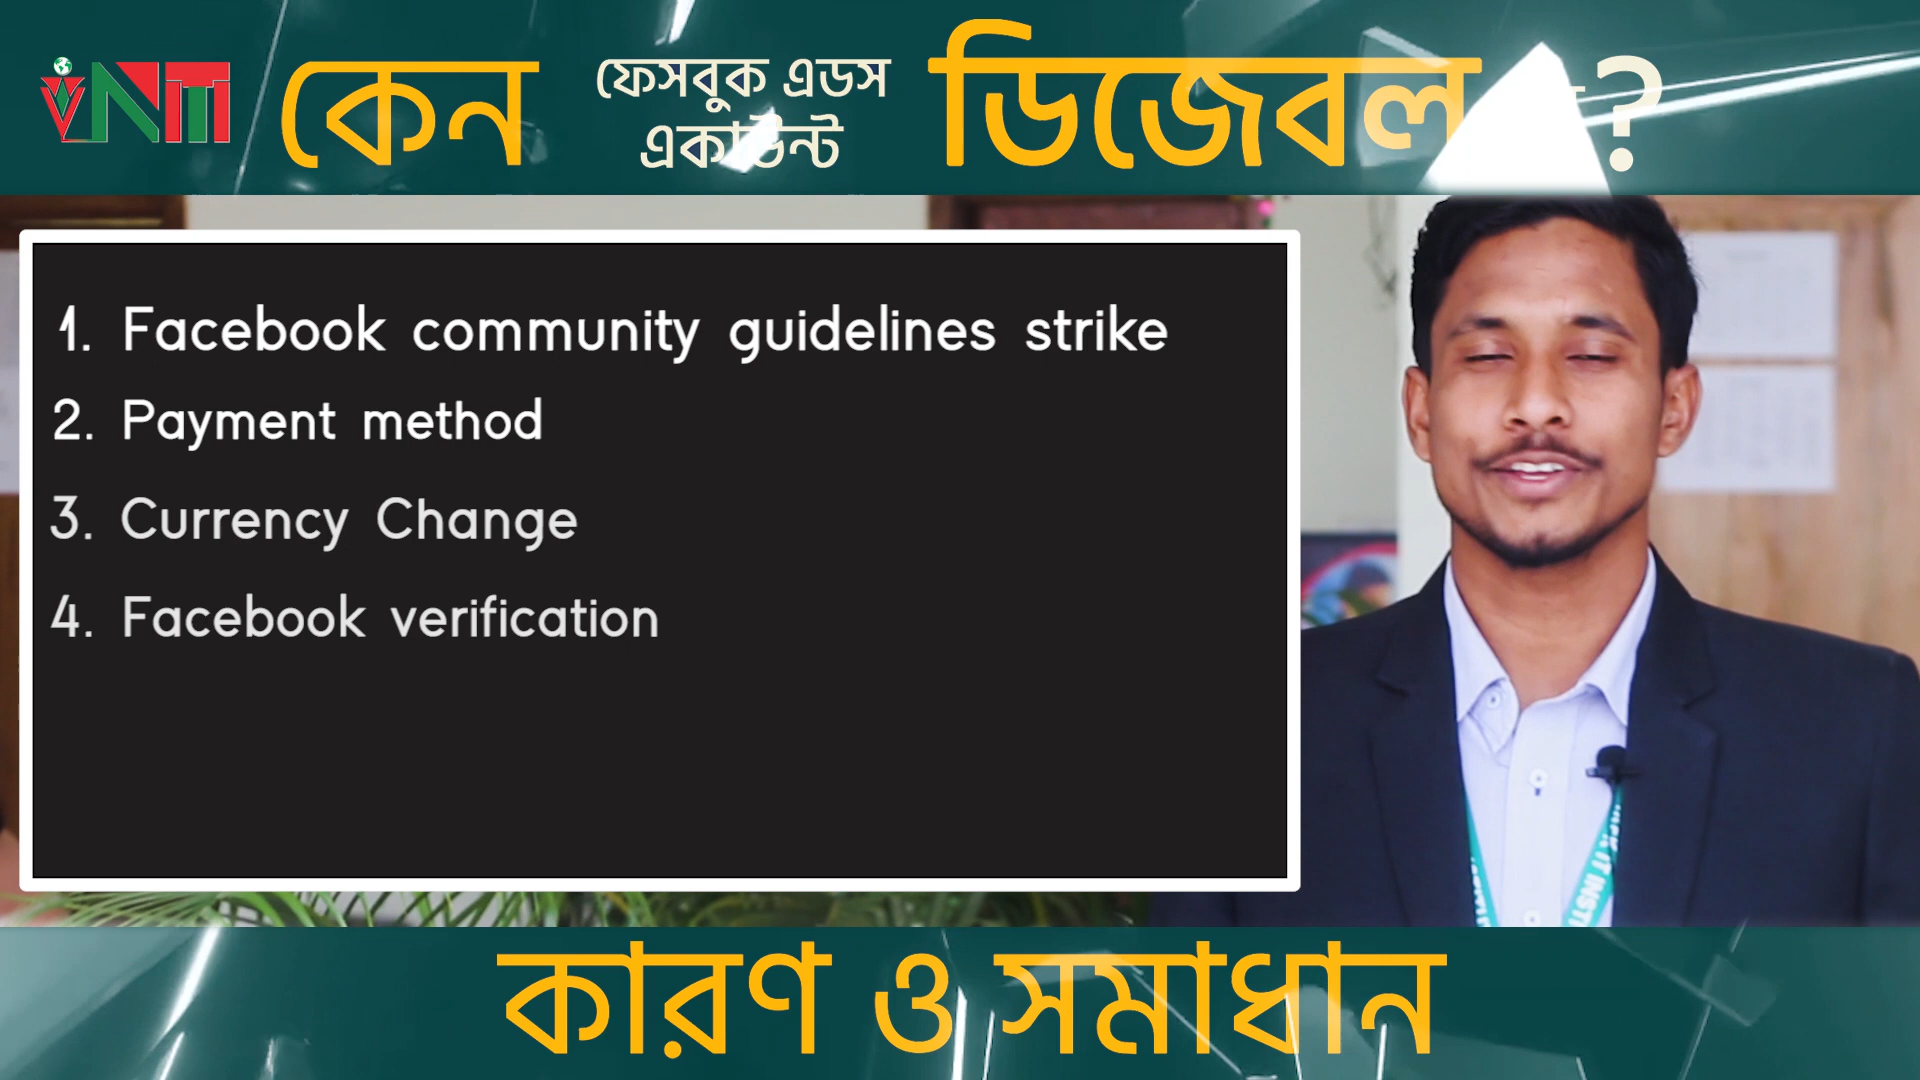 কেন
ফেসবুক এডস
একাউন্ট
ডিজেবল
?
1. Facebook community guidelines strike
2. Payment method
3. Currency Change
4. Facebook verification
কারণ ও সমাধান